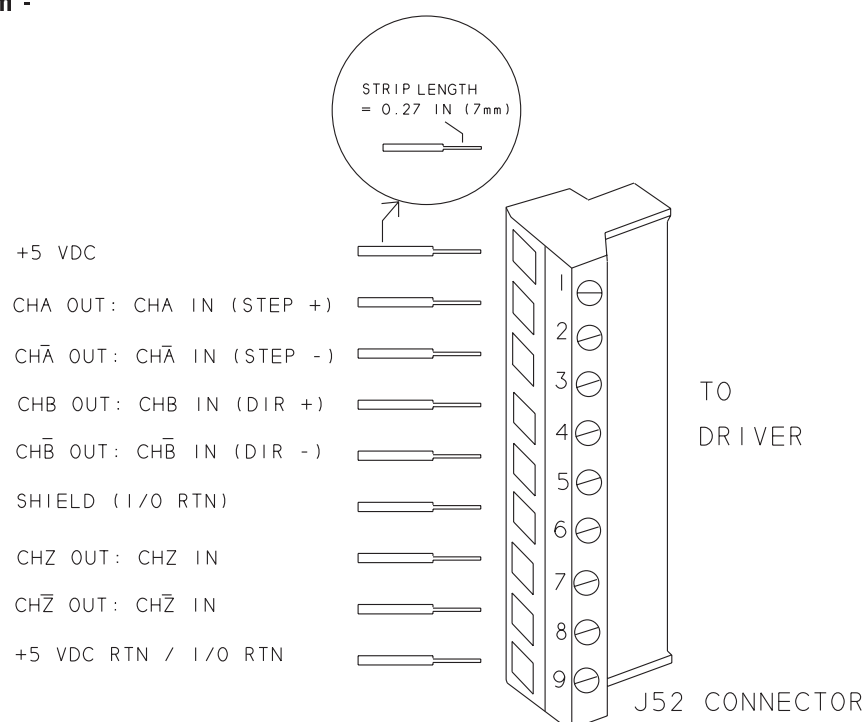 n -
STRIP LENGTH
= 0.27 IN (7mm)
+5 VDC
CHA OUT: CHA IN (STEP +)
CHA̅ OUT: CHA̅ IN (STEP -)
CHB OUT: CHB IN (DIR +)
CHB̅ OUT: CHB̅ IN (DIR -)
SHIELD (I/O RTN)
CHZ OUT: CHZ IN
CHZ̅ OUT: CHZ̅ IN
+5 VDC RTN / I/O RTN
1
2
3
4
5
6
7
8
9
TO
DRIVER
J52 CONNECTOR